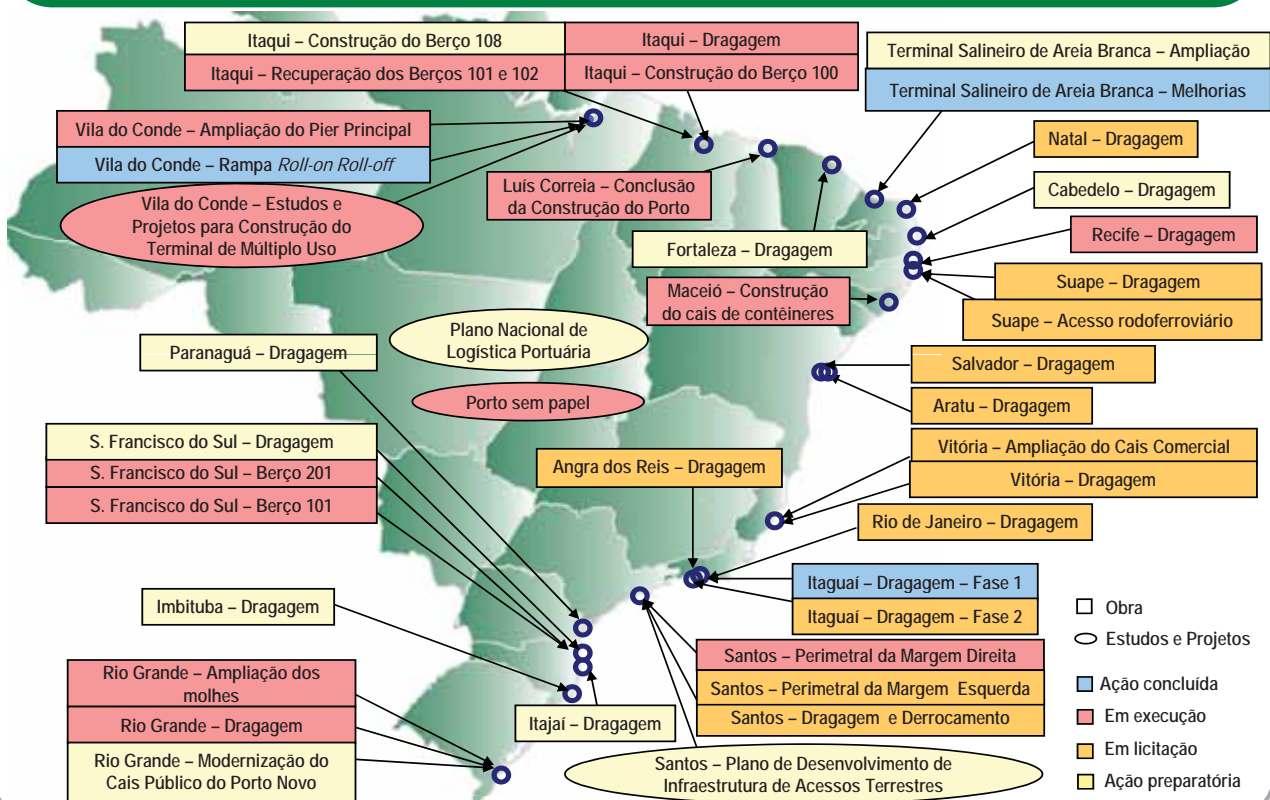 Itaqui – Construção do Berço 108
Itaqui – Dragagem
Itaqui – Recuperação dos Berços 101 e 102
Itaqui – Construção do Berço 100
Terminal Salineiro de Areia Branca – Ampliação
Terminal Salineiro de Areia Branca – Melhorias
Vila do Conde – Ampliação do Pier Principal
Vila do Conde – Rampa Roll-on Roll-off
Vila do Conde – Estudos e
Projetos para Construção do
Terminal de Múltiplo Uso
Luís Correia – Conclusão
da Construção do Porto
Natal – Dragagem
Cabedelo – Dragagem
Fortaleza – Dragagem
Recife – Dragagem
Maceió – Construção
do cais de contêineres
Suape – Dragagem
Suape – Acesso rodoferroviário
Plano Nacional de
Logística Portuária
Paranaguá – Dragagem
Salvador – Dragagem
Porto sem papel
Aratu – Dragagem
S. Francisco do Sul – Dragagem
S. Francisco do Sul – Berço 201
S. Francisco do Sul – Berço 101
Angra dos Reis – Dragagem
Vitória – Ampliação do Cais Comercial
Vitória – Dragagem
Rio de Janeiro – Dragagem
Itaguaí – Dragagem – Fase 1
Itaguaí – Dragagem – Fase 2
Imbituba – Dragagem
Santos – Perimetral da Margem Direita
Santos – Perimetral da Margem Esquerda
Santos – Dragagem e Derrocamento
Rio Grande – Ampliação dos
molhes
Rio Grande – Dragagem
Rio Grande – Modernização do
Cais Público do Porto Novo
Itajaí – Dragagem
Santos – Plano de Desenvolvimento de
Infraestrutura de Acessos Terrestres
Obra
Estudos e Projetos
Ação concluída
Em execução
Em licitação
Ação preparatória